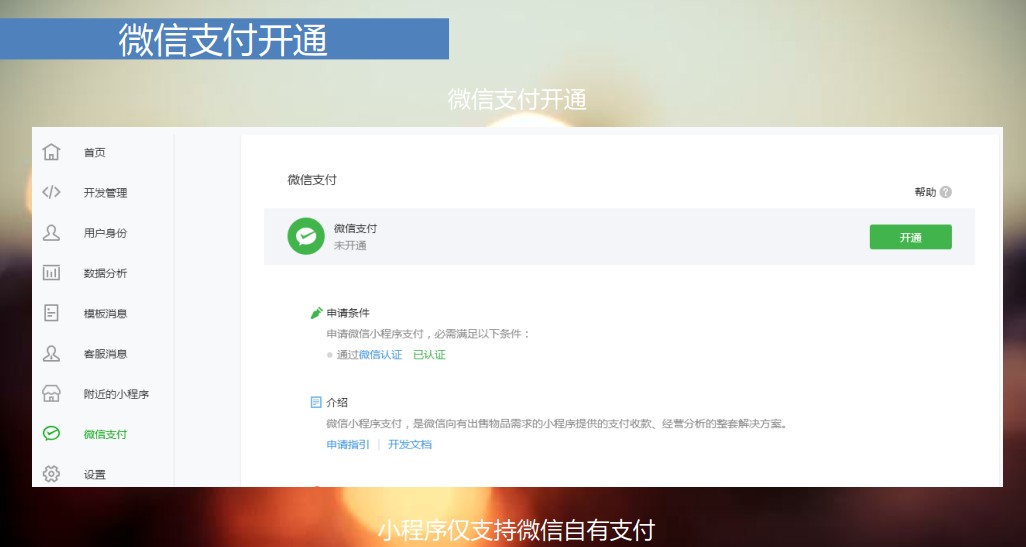 微信支付开通
微信支付开通
首页
开发管理
用户身份
数据分析
模板消息
客服消息
附近的小程序
微信支付
设置
微信支付
帮助 ?
微信支付
未开通
开通
申请条件
申请微信小程序支付，必需满足以下条件：
通过微信认证 已认证
介绍
微信小程序支付，是微信向有出售物品需求的小程序提供的支付收款、经营分析的整套解决方案。
申请指引 | 开发文档
小程序仅支持微信自有支付